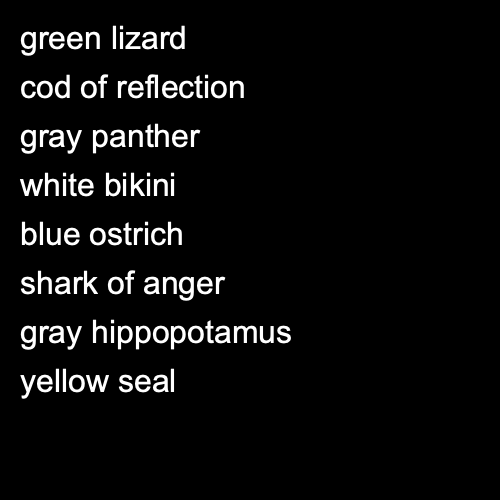 green lizard
cod of reflection
gray panther
white bikini
blue ostrich
shark of anger
gray hippopotamus
yellow seal